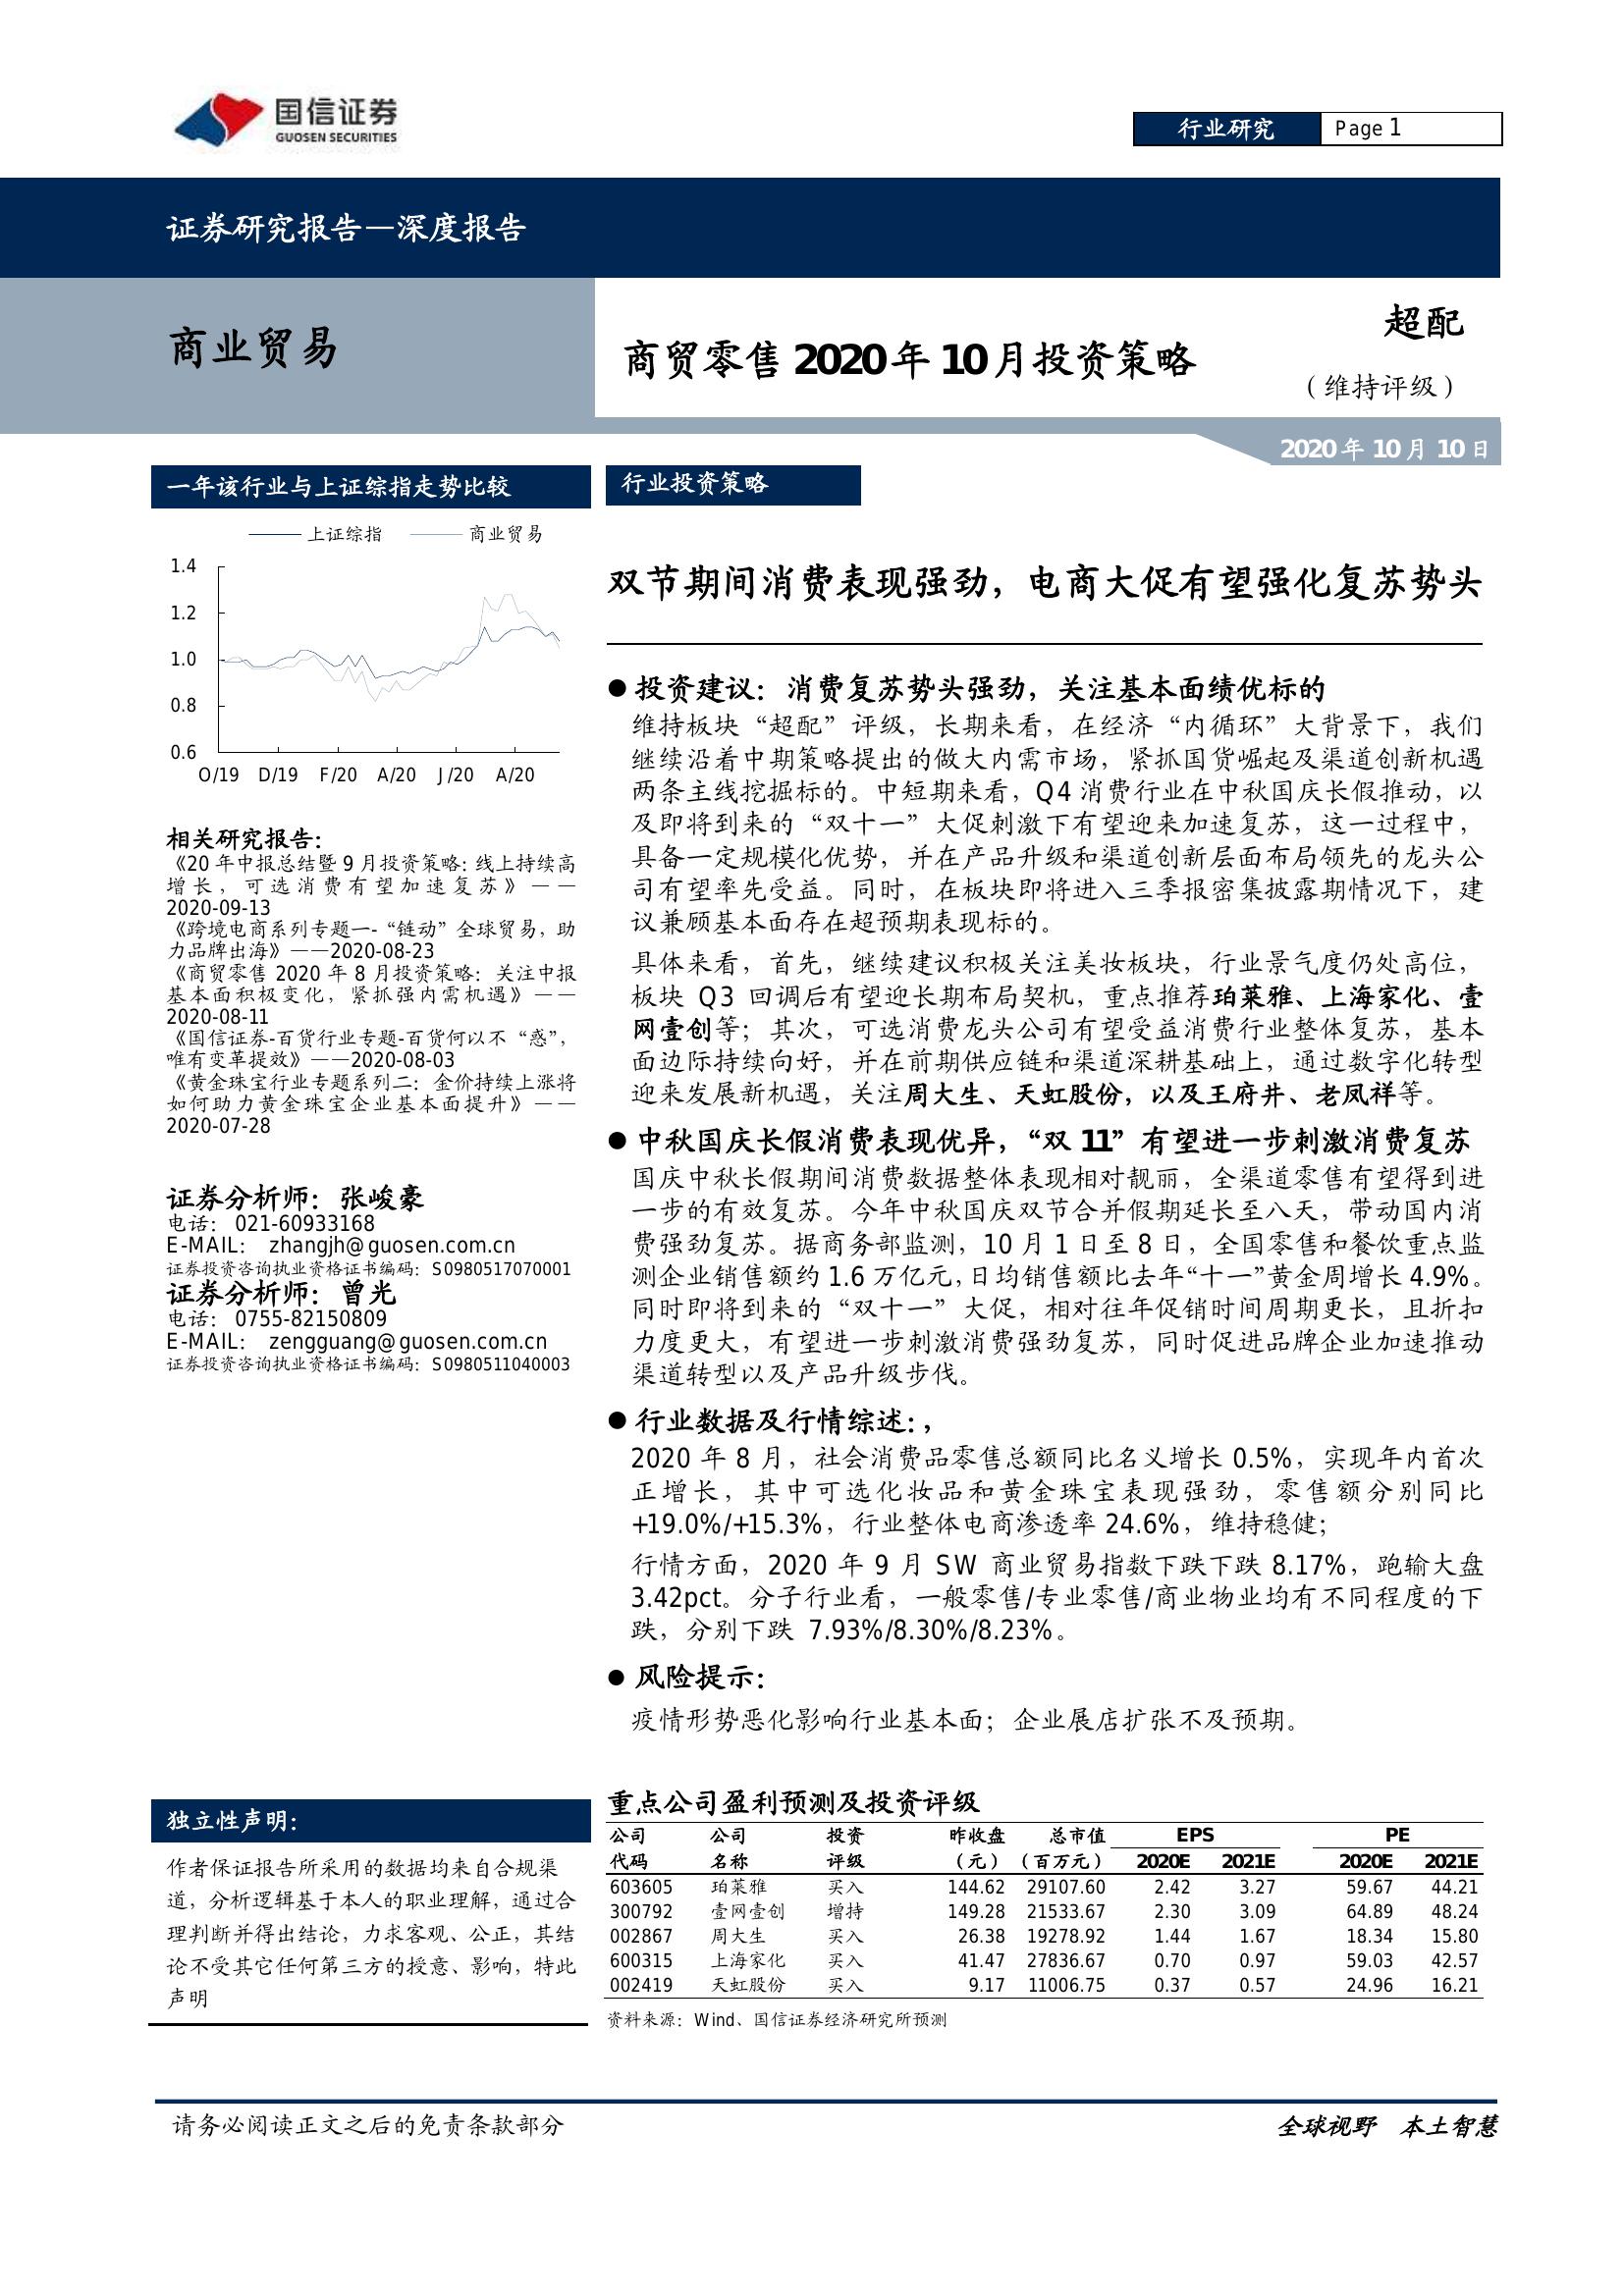 国信证券
GUOSEN SECURITIES
行业研究
Page 1
证券研究报告—深度报告
商业贸易
商贸零售 2020 年 10 月投资策略
超配
（维持评级）
2020 年 10 月 10 日
一年该行业与上证综指走势比较
上证综指 商业贸易
1.4
1.2
1.0
0.8
0.6
O/19 D/19 F/20 A/20 J/20 A/20
相关研究报告：
《20 年中报总结暨 9 月投资策略：线上持续高
增长，可选消费有望加速复苏》——
2020-09-13
《跨境电商系列专题一-“链动”全球贸易，助
力品牌出海》——2020-08-23
《商贸零售 2020 年 8 月投资策略：关注中报
基本面积极变化，紧抓强内需机遇》——
2020-08-11
《国信证券-百货行业专题-百货何以不“惑”，
唯有变革提效》——2020-08-03
《黄金珠宝行业专题系列二：金价持续上涨将
如何助力黄金珠宝企业基本面提升》——
2020-07-28
证券分析师：张峻豪
电话： 021-60933168
E-MAIL： zhangjh@guosen.com.cn
证券投资咨询执业资格证书编码：S0980517070001
证券分析师：曾光
电话： 0755-82150809
E-MAIL： zengguang@guosen.com.cn
证券投资咨询执业资格证书编码：S0980511040003
独立性声明：
作者保证报告所采用的数据均来自合规渠
道，分析逻辑基于本人的职业理解，通过合
理判断并得出结论，力求客观、公正，其结
论不受其它任何第三方的授意、影响，特此
声明
行业投资策略
双节期间消费表现强劲，电商大促有望强化复苏势头
● 投资建议：消费复苏势头强劲，关注基本面绩优标的
维持板块“超配”评级，长期来看，在经济“内循环”大背景下，我们
继续沿着中期策略提出的做大内需市场，紧抓国货崛起及渠道创新机遇
两条主线挖掘标的。中短期来看，Q4 消费行业在中秋国庆长假推动，以
及即将到来的“双十一”大促刺激下有望迎来加速复苏，这一过程中，
具备一定规模化优势，并在产品升级和渠道创新层面布局领先的龙头公
司有望率先受益。同时，在板块即将进入三季报密集披露期情况下，建
议兼顾基本面存在超预期表现标的。
具体来看，首先，继续建议积极关注美妆板块，行业景气度仍处高位，
板块 Q3 回调后有望迎长期布局契机，重点推荐珀莱雅、上海家化、壹
网壹创等；其次，可选消费龙头公司有望受益消费行业整体复苏，基本
面边际持续向好，并在前期供应链和渠道深耕基础上，通过数字化转型
迎来发展新机遇，关注周大生、天虹股份，以及王府井、老凤祥等。
● 中秋国庆长假消费表现优异，“双 11”有望进一步刺激消费复苏
国庆中秋长假期间消费数据整体表现相对靓丽，全渠道零售有望得到进
一步的有效复苏。今年中秋国庆双节合并假期延长至八天，带动国内消
费强劲复苏。据商务部监测，10 月 1 日至 8 日，全国零售和餐饮重点监
测企业销售额约 1.6 万亿元，日均销售额比去年“十一”黄金周增长 4.9%。
同时即将到来的“双十一”大促，相对往年促销时间周期更长，且折扣
力度更大，有望进一步刺激消费强劲复苏，同时促进品牌企业加速推动
渠道转型以及产品升级步伐。
● 行业数据及行情综述：，
2020 年 8 月，社会消费品零售总额同比名义增长 0.5%，实现年内首次
正增长，其中可选化妆品和黄金珠宝表现强劲，零售额分别同比
+19.0%/+15.3%，行业整体电商渗透率 24.6%，维持稳健；
行情方面，2020 年 9 月 SW 商业贸易指数下跌下跌 8.17%，跑输大盘
3.42pct。分子行业看，一般零售/专业零售/商业物业均有不同程度的下
跌，分别下跌 7.93%/8.30%/8.23%。
● 风险提示：
疫情形势恶化影响行业基本面；企业展店扩张不及预期。
重点公司盈利预测及投资评级
公司 公司 投资 昨收盘 总市值 EPS PE
代码 名称 评级 （元） （百万元） 2020E 2021E 2020E 2021E
603605 珀莱雅 买入 144.62 29107.60 2.42 3.27 59.67 44.21
300792 壹网壹创 增持 149.28 21533.67 2.30 3.09 64.89 48.24
002867 周大生 买入 26.38 19278.92 1.44 1.67 18.34 15.80
600315 上海家化 买入 41.47 27836.67 0.70 0.97 59.03 42.57
002419 天虹股份 买入 9.17 11006.75 0.37 0.57 24.96 16.21
资料来源：Wind、国信证券经济研究所预测
请务必阅读正文之后的免责条款部分
全球视野 本土智慧